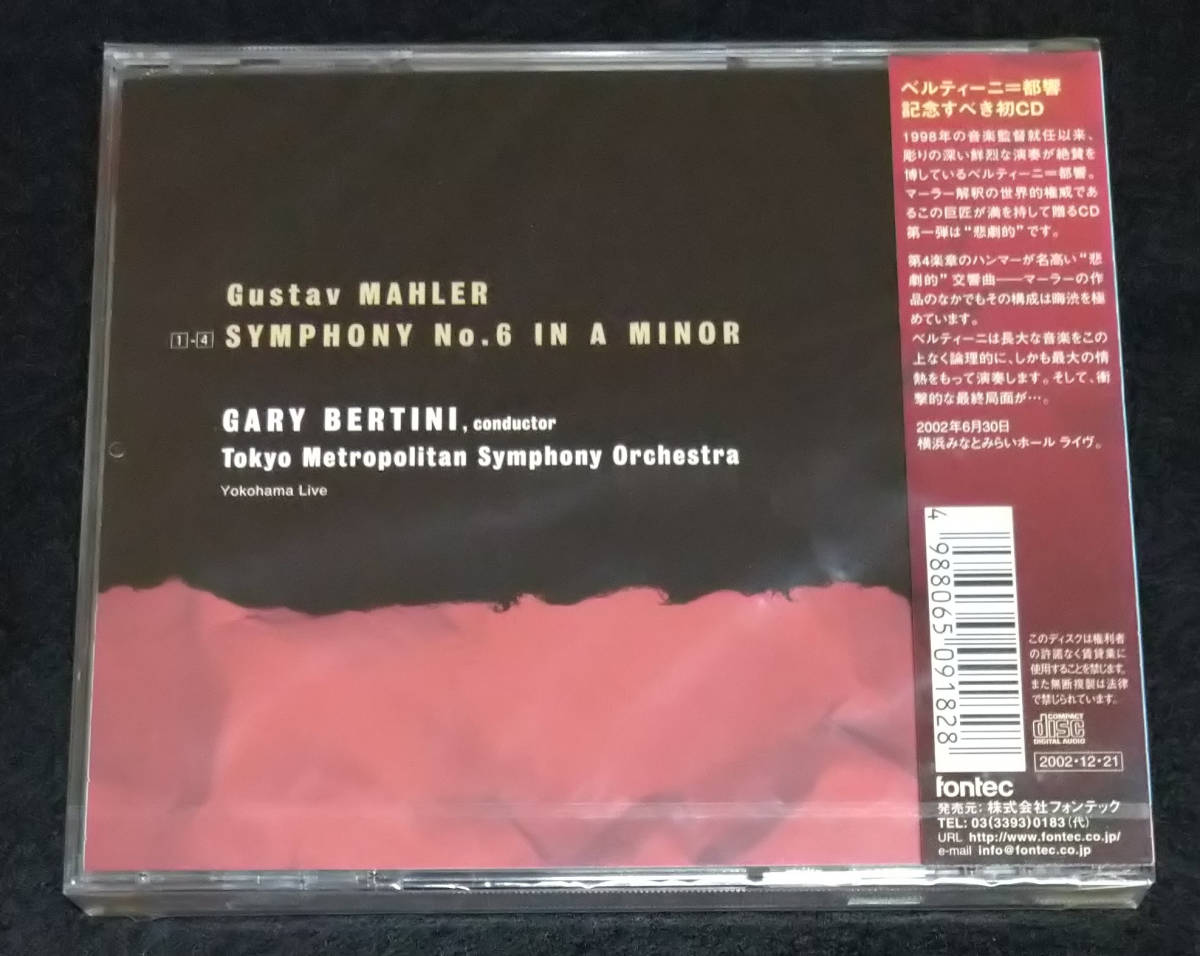 Gustav MAHLER
1-4 SYMPHONY No.6 IN A MINOR
GARY BERTINI, conductor
Tokyo Metropolitan Symphony Orchestra
Yokohama Live
ベルティーニ=都響
記念すべき初CD
1998年の音楽監督就任以来、
彫りの深い鮮烈な演奏が絶賛を
博しているベルティーニ=都響。
マーラー解釈の世界的権威であ
るこの巨匠が満を持して贈るCD
第一弾は"悲劇的"です。
第4楽章のハンマーが名高い"悲
劇的"交響曲――マーラーの作
品のなかでもその構成は晦渋を極
めています。
ベルティーニは長大な音楽をこの
上なく論理的に、しかも最大の情
熱をもって演奏します。そして、衝
撃的な最終局面が…。
2002年6月30日
横浜みなとみらいホール ライヴ。
4 988065 091828
このディスクは権利者
の許諾なく賃貸業に
使用することを禁じます。
また無断複製は法律
で禁じられています。
COMPACT
disc
DIGITAL AUDIO
2002・12・21
fontec
発売元: 株式会社フォンテック
TEL: 03(3393)0183(代)
URL http://www.fontec.co.jp/
e-mail info@fontec.co.jp